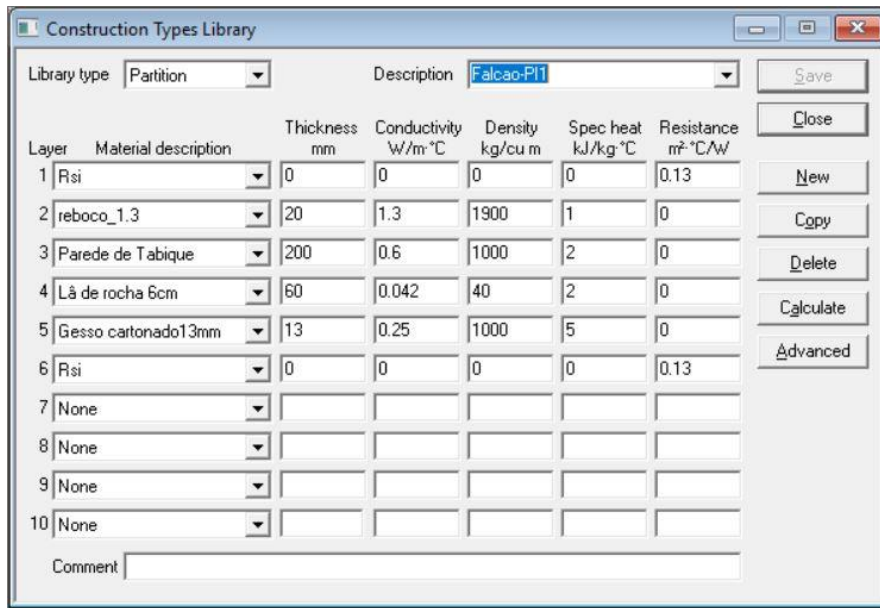 Construction Types Library
Library type Partition Description Falcao-PI1 Save
Close
Thickness Conductivity Density Spec heat Resistance
Layer Material description mm W/m·°C kg/cu m kJ/kg·°C m²·°C/W
1 Rsi 0 0 0 0 0.13 New
2 reboco_1.3 20 1.3 1900 1 0 Copy
3 Parede de Tabique 200 0.6 1000 2 0 Delete
4 Lâ de rocha 6cm 60 0.042 40 2 0 Calculate
5 Gesso cartonado13mm 13 0.25 1000 5 0 Advanced
6 Rsi 0 0 0 0 0.13
7 None
8 None
9 None
10 None
Comment